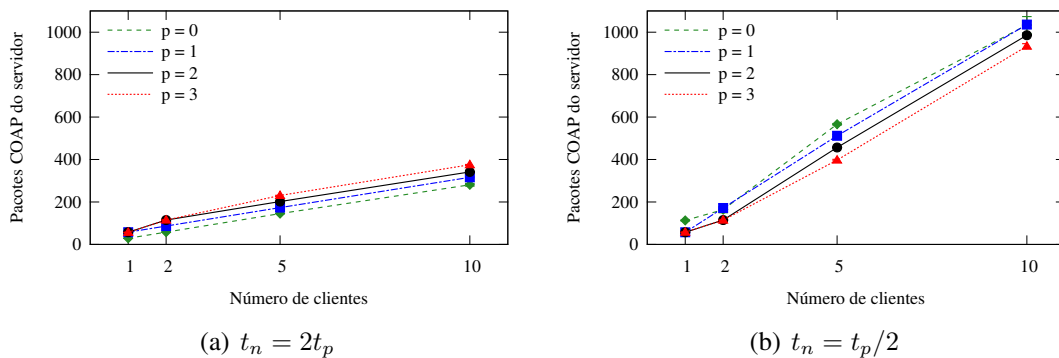 1000
800
600
400
200
0
Pacotes COAP do servidor
p = 0
p = 1
p = 2
p = 3
1 2 5 10
Número de clientes
(a) $t_n = 2t_p$
1000
800
600
400
200
0
Pacotes COAP do servidor
p = 0
p = 1
p = 2
p = 3
1 2 5 10
Número de clientes
(b) $t_n = t_p/2$